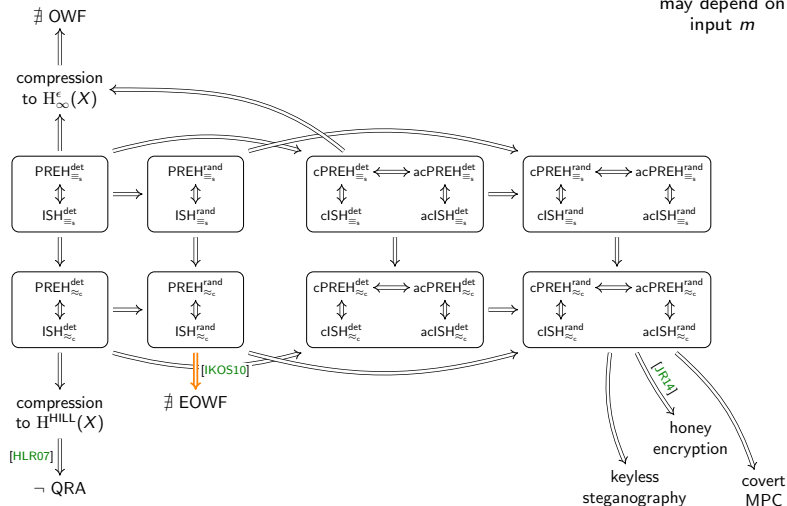 ∄ OWF
may depend on
input m
compression
to H^ϵ_∞(X)
PREH^det_≡s
ISH^det_≡s
PREH^rand_≡s
ISH^rand_≡s
cPREH^det_≡s acPREH^det_≡s
cISH^det_≡s acISH^det_≡s
cPREH^rand_≡s acPREH^rand_≡s
cISH^rand_≡s acISH^rand_≡s
PREH^det_≈c
ISH^det_≈c
PREH^rand_≈c
ISH^rand_≈c
cPREH^det_≈c acPREH^det_≈c
cISH^det_≈c acISH^det_≈c
cPREH^rand_≈c acPREH^rand_≈c
cISH^rand_≈c acISH^rand_≈c
[IKOS10]
[JR14]
compression
to H^HILL(X)
∄ EOWF
honey
encryption
[HLR07]
¬ QRA
keyless
steganography
covert
MPC